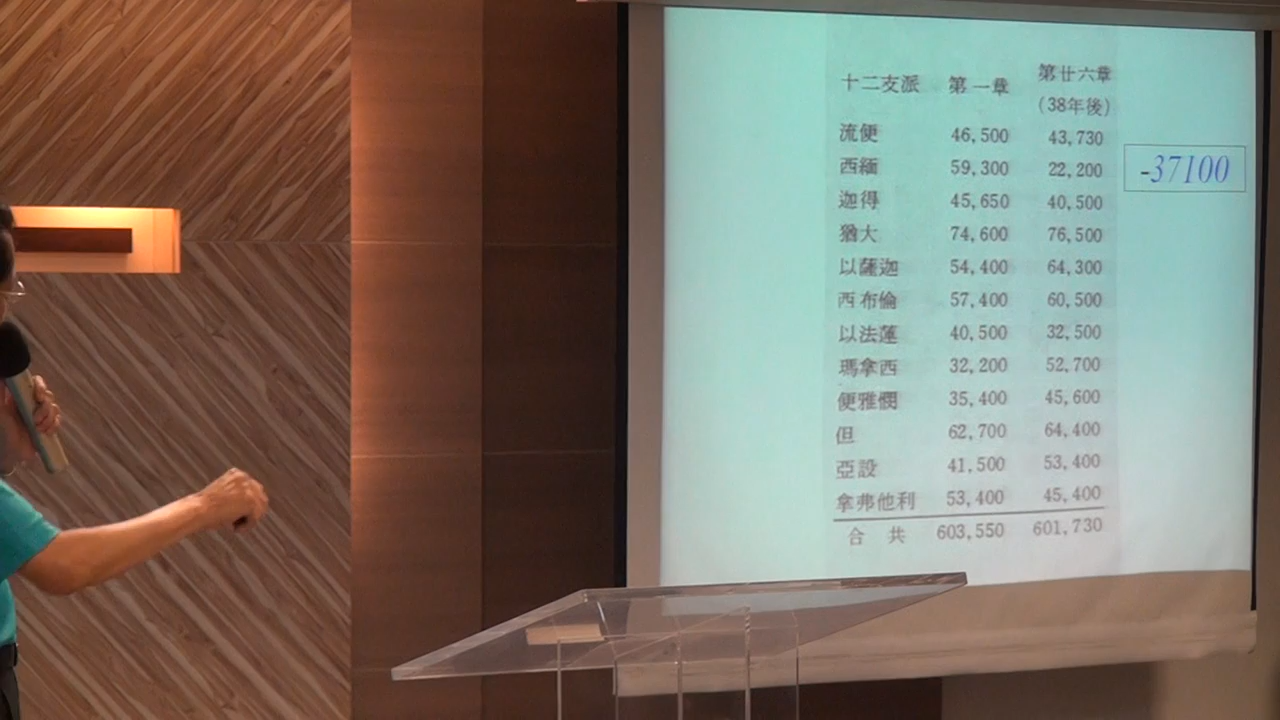 十二支派 第一章 第廿六章
(38年後)
流便 46,500 43,730
西緬 59,300 22,200 -37100
迦得 45,650 40,500
猶大 74,600 76,500
以薩迦 54,400 64,300
西布倫 57,400 60,500
以法蓮 40,500 32,500
瑪拿西 32,200 52,700
便雅憫 35,400 45,600
但 62,700 64,400
亞設 41,500 53,400
拿弗他利 53,400 45,400
合共 603,550 601,730